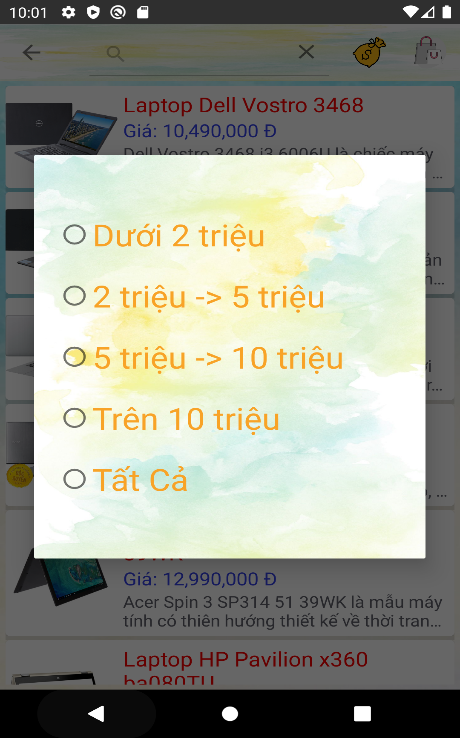 10:01
Laptop Dell Vostro 3468
Giá: 10,490,000 Đ
Dell Vostro 3468 i3 6006U là chiếc máy
...
Dưới 2 triệu
2 triệu -> 5 triệu
5 triệu -> 10 triệu
Trên 10 triệu
Tất Cả
Giá: 12,990,000 Đ
Acer Spin 3 SP314 51 39WK là mẫu máy
tính có thiên hướng thiết kế về thời tran...
Laptop HP Pavilion x360
ba080TU